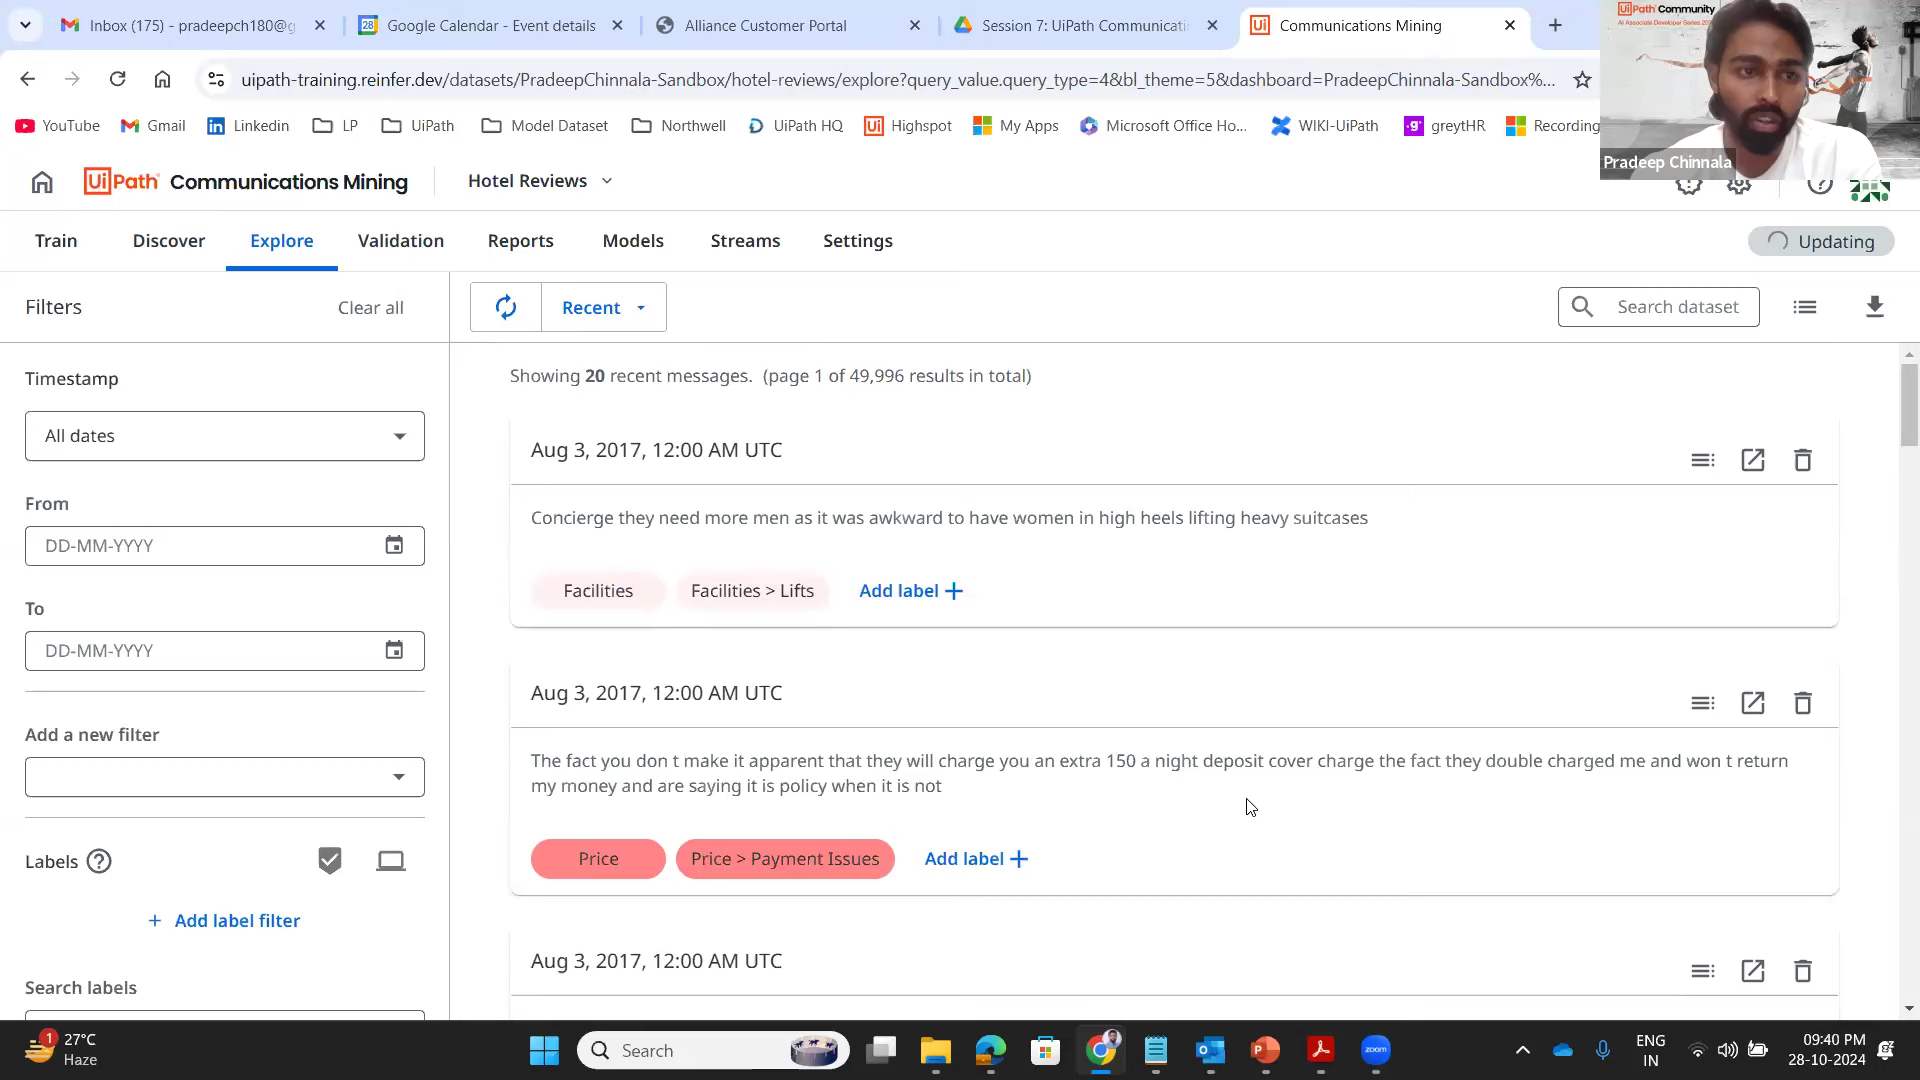 Inbox (175) - pradeepch180@g
Google Calendar - Event details
Alliance Customer Portal
Session 7: UiPath Communicati
Communications Mining
uipath-training.reinfer.dev/datasets/PradeepChinnala-Sandbox/hotel-reviews/explore?query_value.query_type=4&bl_theme=5&dashboard=PradeepChinnala-Sandbox%...
YouTube
Gmail
Linkedin
LP
UiPath
Model Dataset
Northwell
UiPath HQ
Highspot
My Apps
Microsoft Office Ho...
WIKI-UiPath
greytHR
Recording
UiPath Community
AI Associate Developer Series
Pradeep Chinnala
UiPath Communications Mining
Hotel Reviews
Train
Discover
Explore
Validation
Reports
Models
Streams
Settings
Updating
Filters
Clear all
Recent
Search dataset
Timestamp
All dates
From
DD-MM-YYYY
To
DD-MM-YYYY
Add a new filter
Labels
+ Add label filter
Search labels
Showing 20 recent messages. (page 1 of 49,996 results in total)
Aug 3, 2017, 12:00 AM UTC
Concierge they need more men as it was awkward to have women in high heels lifting heavy suitcases
Facilities
Facilities > Lifts
Add label +
Aug 3, 2017, 12:00 AM UTC
The fact you don t make it apparent that they will charge you an extra 150 a night deposit cover charge the fact they double charged me and won t return
my money and are saying it is policy when it is not
Price
Price > Payment Issues
Add label +
Aug 3, 2017, 12:00 AM UTC
1
27°C
Haze
Search
zoom
ENG
IN
09:40 PM
28-10-2024